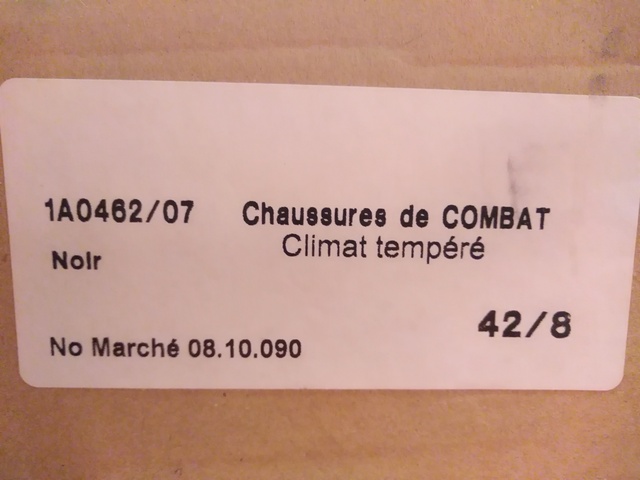 1A0462/07 Chaussures de COMBAT
Climat tempéré
Noir
42/8
No Marché 08.10.090